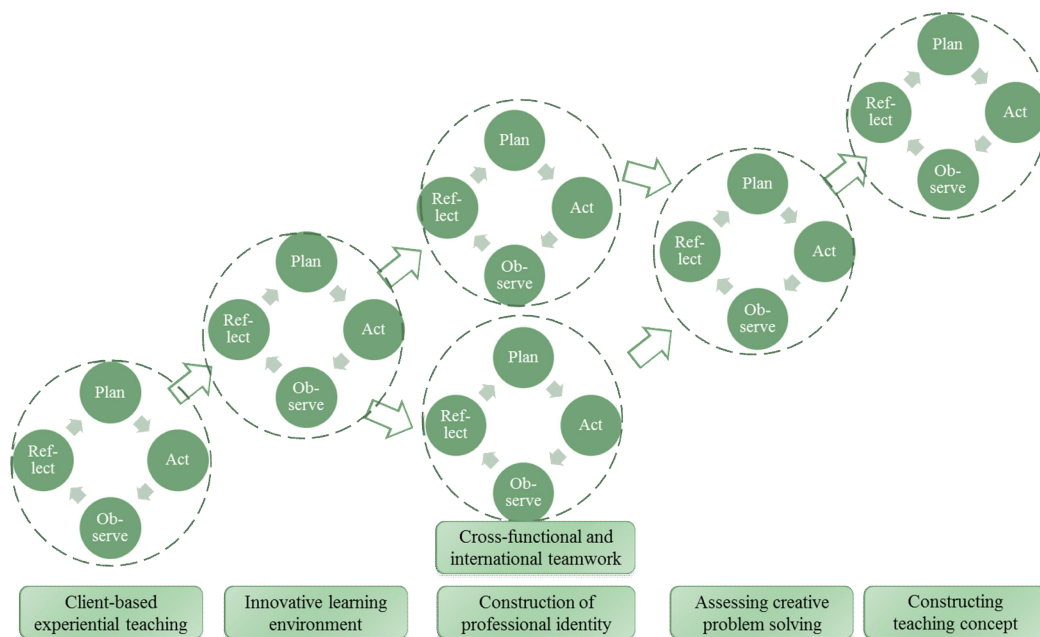 Plan
Act
Ob-
serve
Ref-
lect
Plan
Act
Ob-
serve
Ref-
lect
Plan
Act
Ob-
serve
Ref-
lect
Plan
Act
Ob-
serve
Ref-
lect
Plan
Act
Ob-
serve
Ref-
lect
Plan
Act
Ob-
serve
Ref-
lect
Client-based
experiential teaching
Innovative learning
environment
Cross-functional and
international teamwork
Construction of
professional identity
Assessing creative
problem solving
Constructing
teaching concept